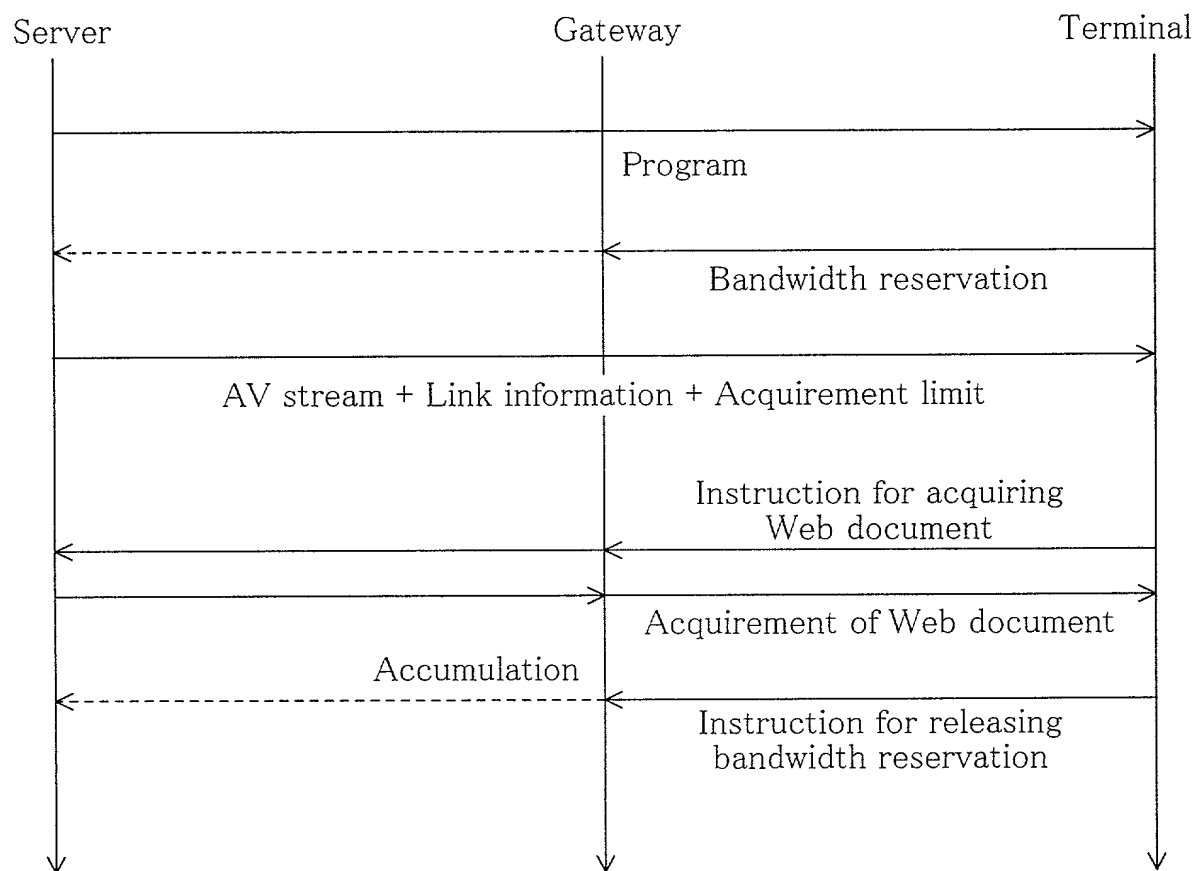 Server
Gateway
Terminal
Program
Bandwidth reservation
AV stream + Link information + Acquirement limit
Instruction for acquiring
Web document
Acquirement of Web document
Accumulation
Instruction for releasing
bandwidth reservation